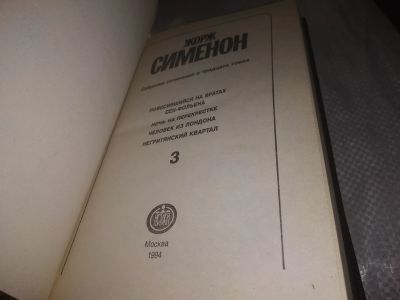 ЖОРЖ
СИМЕНОН
Собрание сочинений в тридцати томах
ПОВЕСИВШИЙСЯ НА ВРАТАХ
СЕН-ФОЛЬЕНА
НОЧЬ НА ПЕРЕКРЕСТКЕ
ЧЕЛОВЕК ИЗ ЛОНДОНА
НЕГРИТЯНСКИЙ КВАРТАЛ
3
Москва
1994